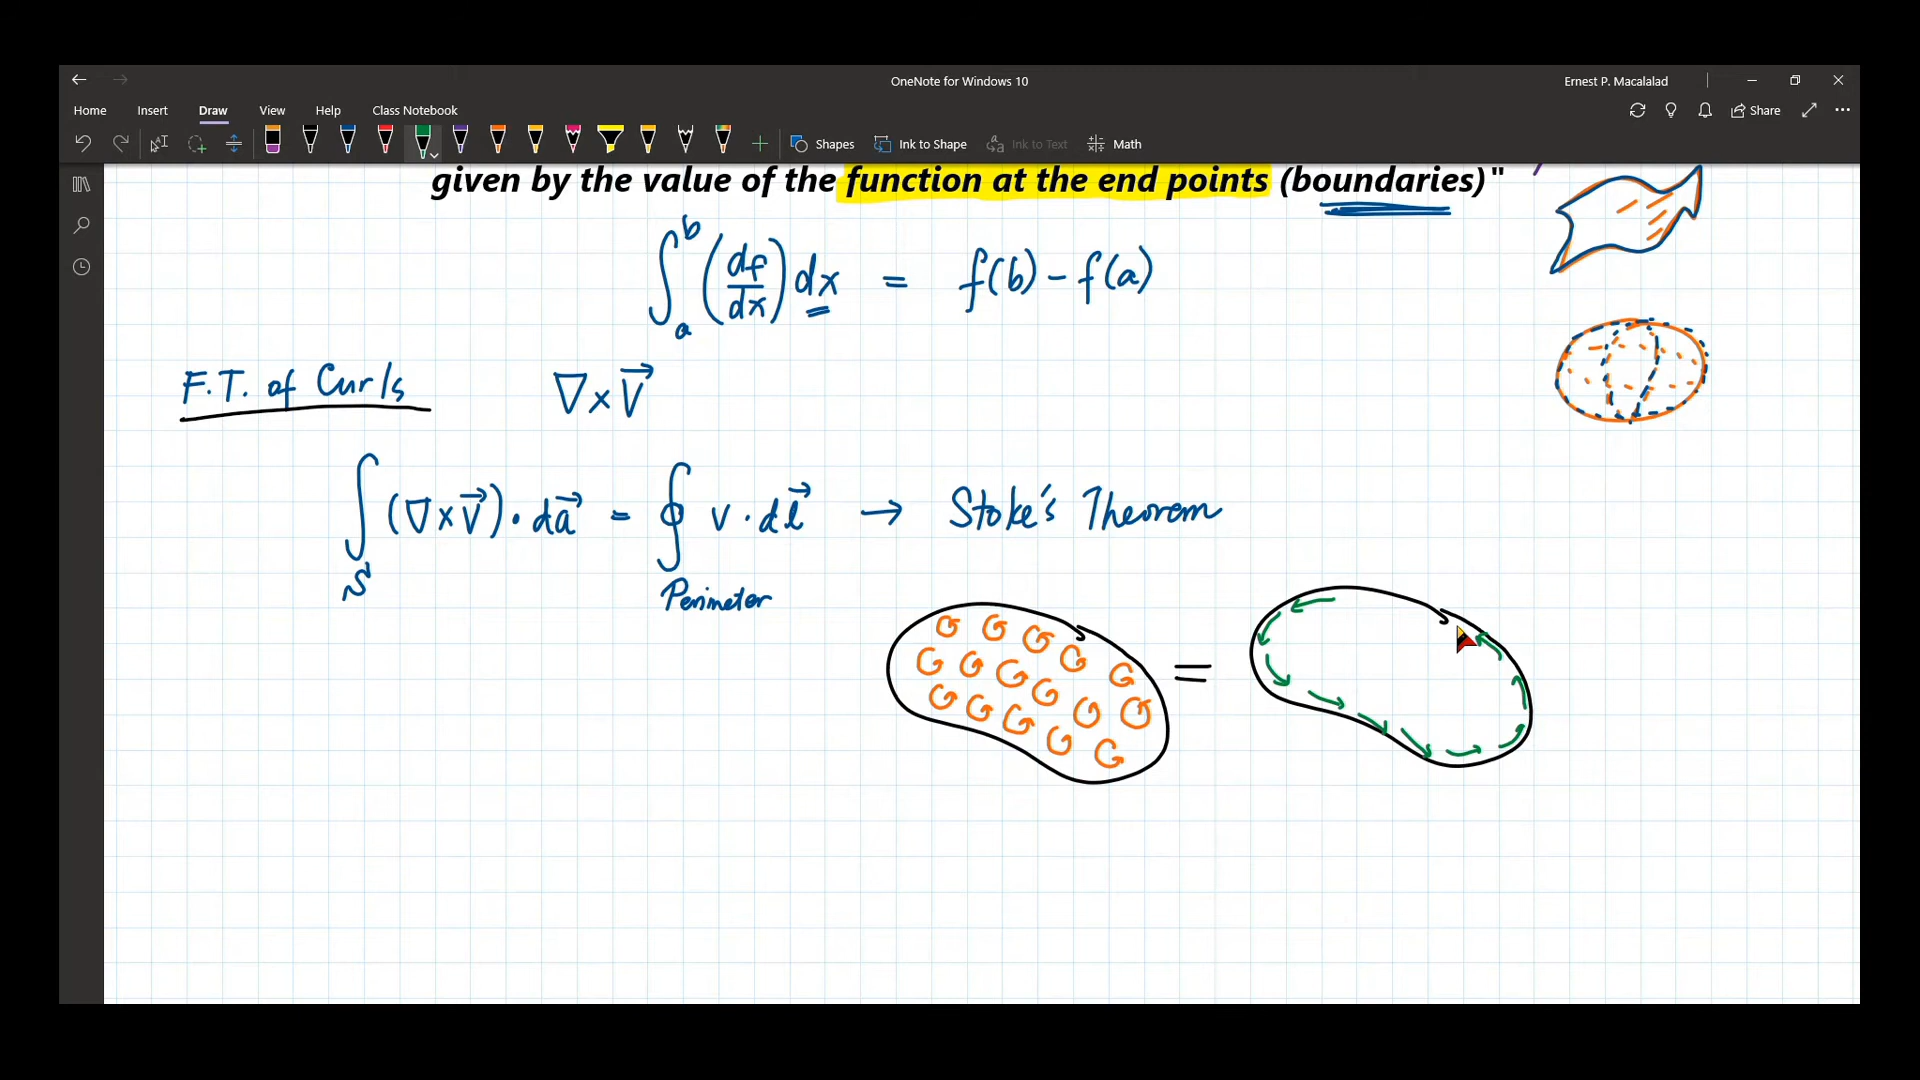 OneNote for Windows 10
Ernest P. Macalalad
Home Insert Draw View Help Class Notebook
Share
Shapes Ink to Shape Ink to Text Math
given by the value of the function at the end points (boundaries)"
∫ₐᵇ (df/dx) dx = f(b) - f(a)
F.T. of Curls ∇×V⃗
∫ (∇×V⃗) · da⃗ = ∮ v · dl⃗ → Stoke's Theorem
S Perimeter
=